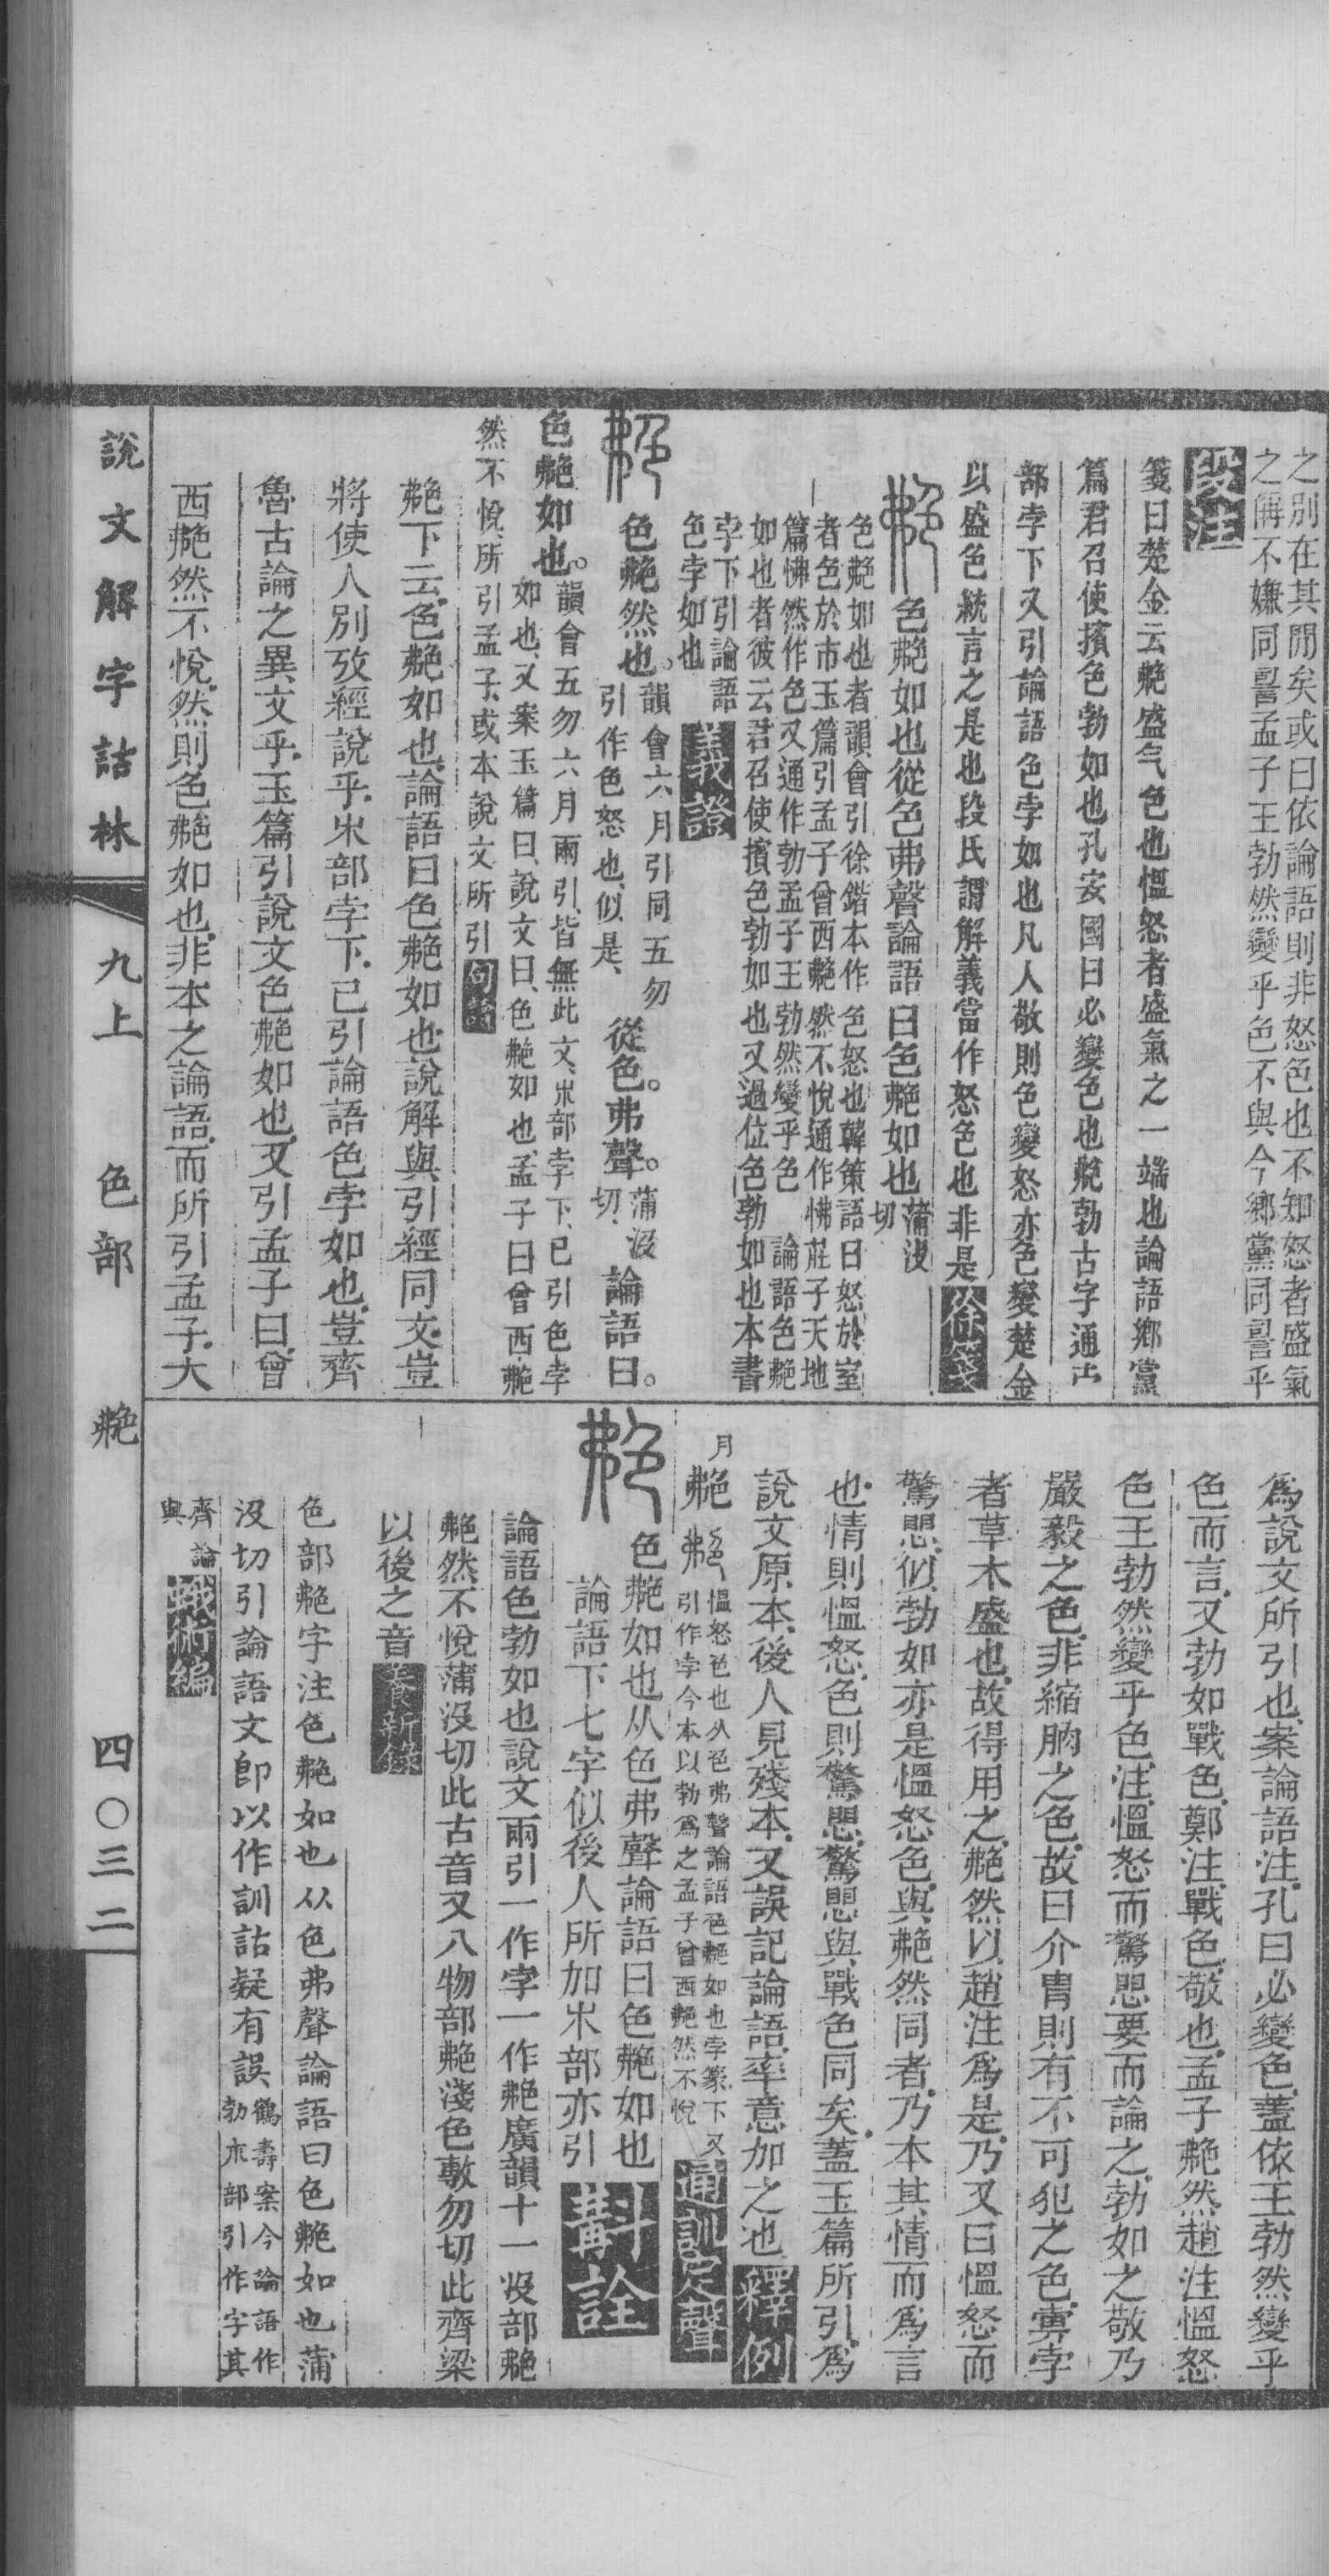 之別在其閒矣或曰依論語則非怒色也不知怒者盛氣
之解不嫌同詈孟子王勃然變乎色不與今鄉黨同詈乎
段注
箋曰楚金云艴盛气色也慍怒者盛氣之一端也論語鄉黨
篇君召使擯色勃如也孔安國曰必變色也艴勃古字通𣎵
部孛下又引論語色孛如也凡人敬則色變怒亦色變楚金
以盛色統言之是也段氏謂解義當作怒色也非是徐箋
色艴如也從色弗聲論語曰色艴如也蒲沒切
色艴如也者韻會引徐鍇本作色怒也韓策語曰怒於室
者色於市玉篇引孟子曾西艴然不悅通作怫莊子天地
篇怫然作色又通作勃孟子王勃然變乎色 論語色艴
如也者彼云君召使擯色勃如也又過位色勃如也本書
孛下引論語
色孛如也義證
色艴然也。韻會六月引同五勿引作色怒也、似是、從色。弗聲。蒲沒切、論語曰。
色艴如也。韻會五勿六月兩引、皆無此文、𣎵部孛下、已引色孛如也、又案玉篇曰、說文曰、色艴如也、孟子曰曾西艴
然不悅、所引孟子、或本說文所引句讀
艴下云、色艴如也、論語曰色艴如也、說解與引經同文、豈
將使人別攷經說乎、𣎵部孛下、已引論語色孛如也、豈齊
魯古論之異文乎、玉篇引說文色艴如也、又引孟子曰、曾
西艴然不悅、然則色艴如也、非本之論語、而所引孟子、大
爲說文所引也、案論語注、孔曰必變色、蓋依王勃然變乎
色而言、又勃如戰色、鄭注、戰色、敬也、孟子艴然、趙注慍怒
色、王勃然變乎色、注、慍怒而驚懼、要而論之、勃如之敬、乃
嚴毅之色、非縮朒之色、故曰介冑則有不可犯之色、𢍏孛
者草木盛也、故得用之、艴然以趙注爲是、乃又曰慍怒而
驚懼、似勃如亦是慍怒色、與艴然同者、乃本其情而爲言
也、情則慍怒、色則驚懼、驚懼與戰色同矣、蓋玉篇所引、爲
說文原本、後人見殘本、又誤記論語、率意加之也釋例
艴 慍怒色也从色弗聲論語色艴如也孛篆下又引作孛今本以勃爲之孟子曾西艴然不悅通訓定聲
色艴如也从色弗聲論語曰色艴如也
論語下七字似後人所加𣎵部亦引斠詮
論語色勃如也說文兩引一作孛一作艴廣韻十一沒部艴
艴然不悅蒲沒切此古音又八物部艴淺色敷勿切此齊梁
以後之音養新錄
色部艴字注色艴如也从色弗聲論語曰色艴如也蒲
沒切引論語文卽以作訓詁疑有誤鶴壽案今論語作勃𣎵部引作孛其
齊論與蛾術編
說文解字詁林 九上 色部 艴 四〇三二